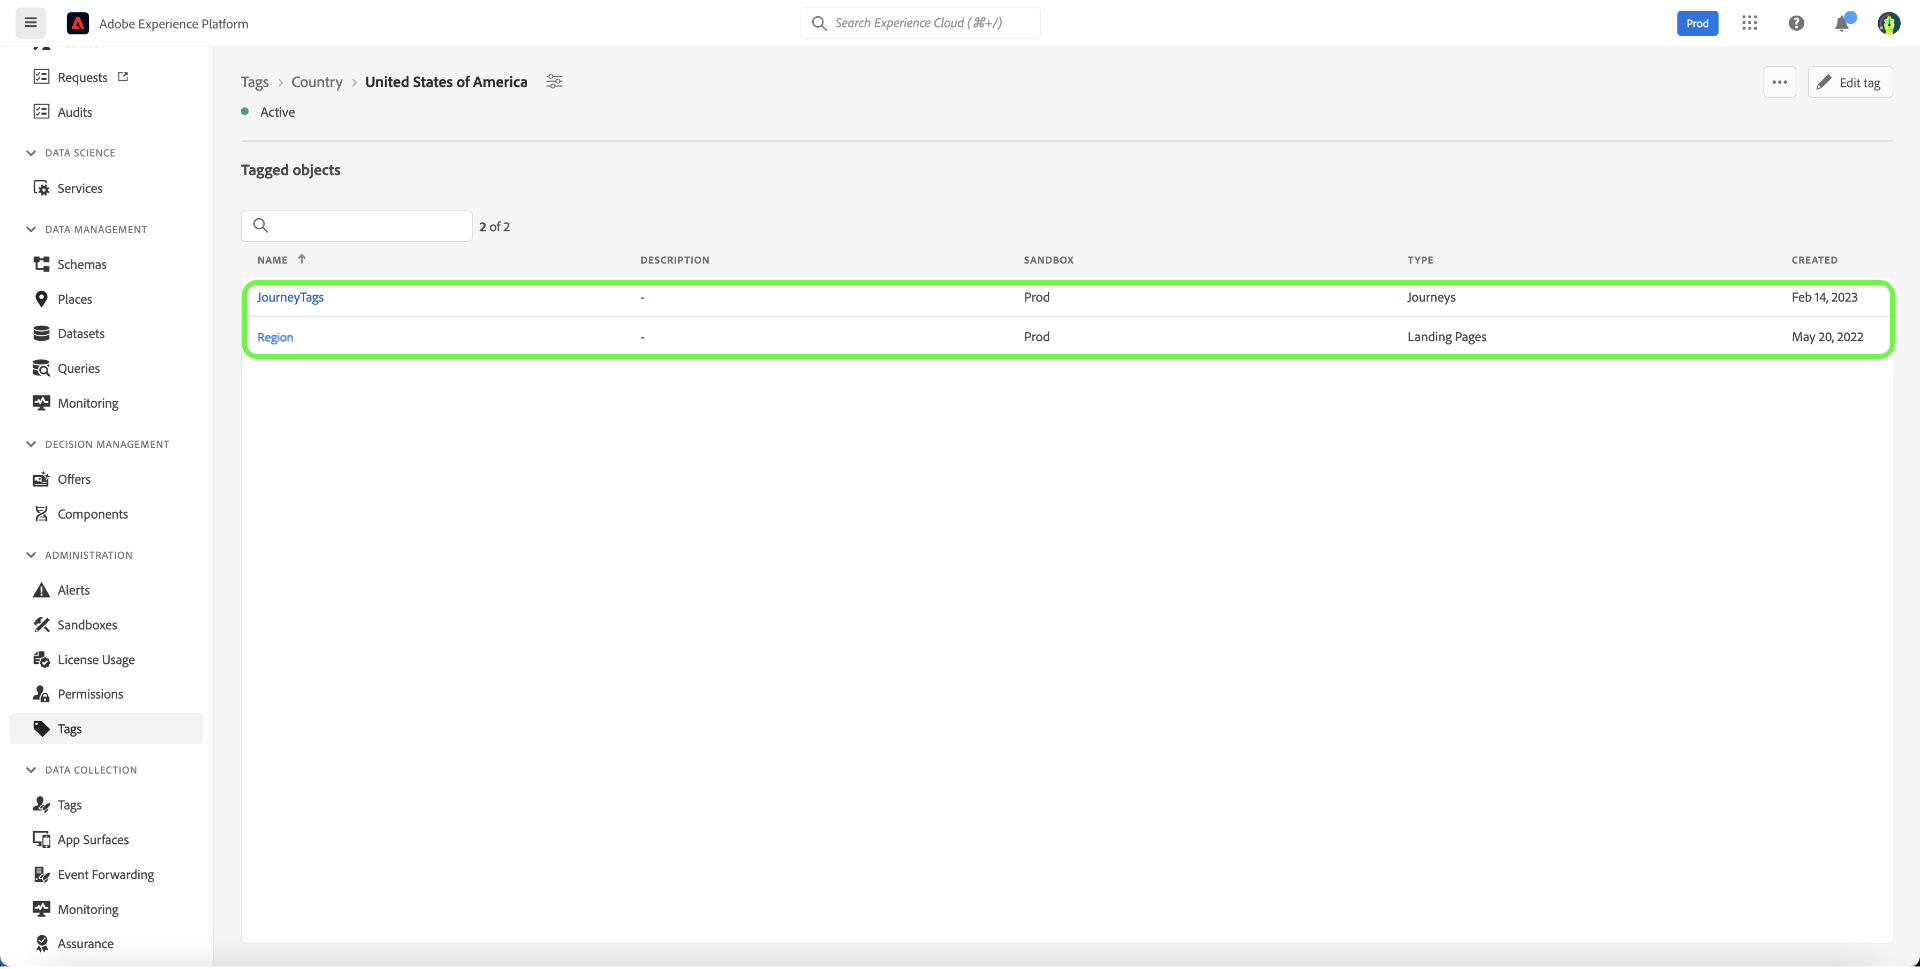 Adobe Experience Platform
Search Experience Cloud (⌘+/)
Prod
Requests
Audits
DATA SCIENCE
Services
DATA MANAGEMENT
Schemas
Places
Datasets
Queries
Monitoring
DECISION MANAGEMENT
Offers
Components
ADMINISTRATION
Alerts
Sandboxes
License Usage
Permissions
Tags
DATA COLLECTION
Tags
App Surfaces
Event Forwarding
Monitoring
Assurance
Tags > Country > United States of America
Edit tag
Active
Tagged objects
2 of 2
NAME DESCRIPTION SANDBOX TYPE CREATED
JourneyTags - Prod Journeys Feb 14, 2023
Region - Prod Landing Pages May 20, 2022